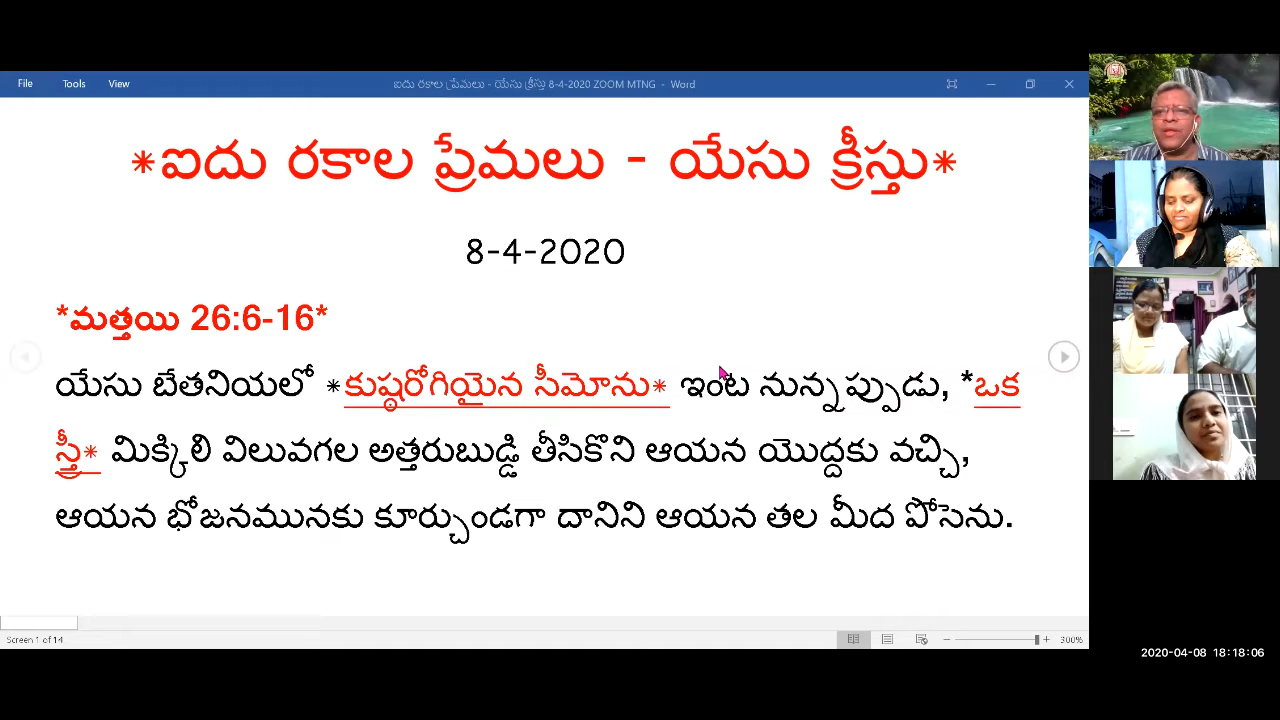 File Tools View ఐదు రకాల ప్రేమలు - యేసు క్రీస్తు 8-4-2020 ZOOM MTNG - Word
*ఐదు రకాల ప్రేమలు - యేసు క్రీస్తు*
8-4-2020
*మత్తయి 26:6-16*
యేసు బేతనియలో *కుష్ఠరోగియైన సీమోను* ఇంట నున్నప్పుడు, *ఒక
స్త్రీ* మిక్కిలి విలువగల అత్తరుబుడ్డి తీసికొని ఆయన యొద్దకు వచ్చి,
ఆయన భోజనమునకు కూర్చుండగా దానిని ఆయన తల మీద పోసెను.
Screen 1 of 14 300%
2020-04-08 18:18:06